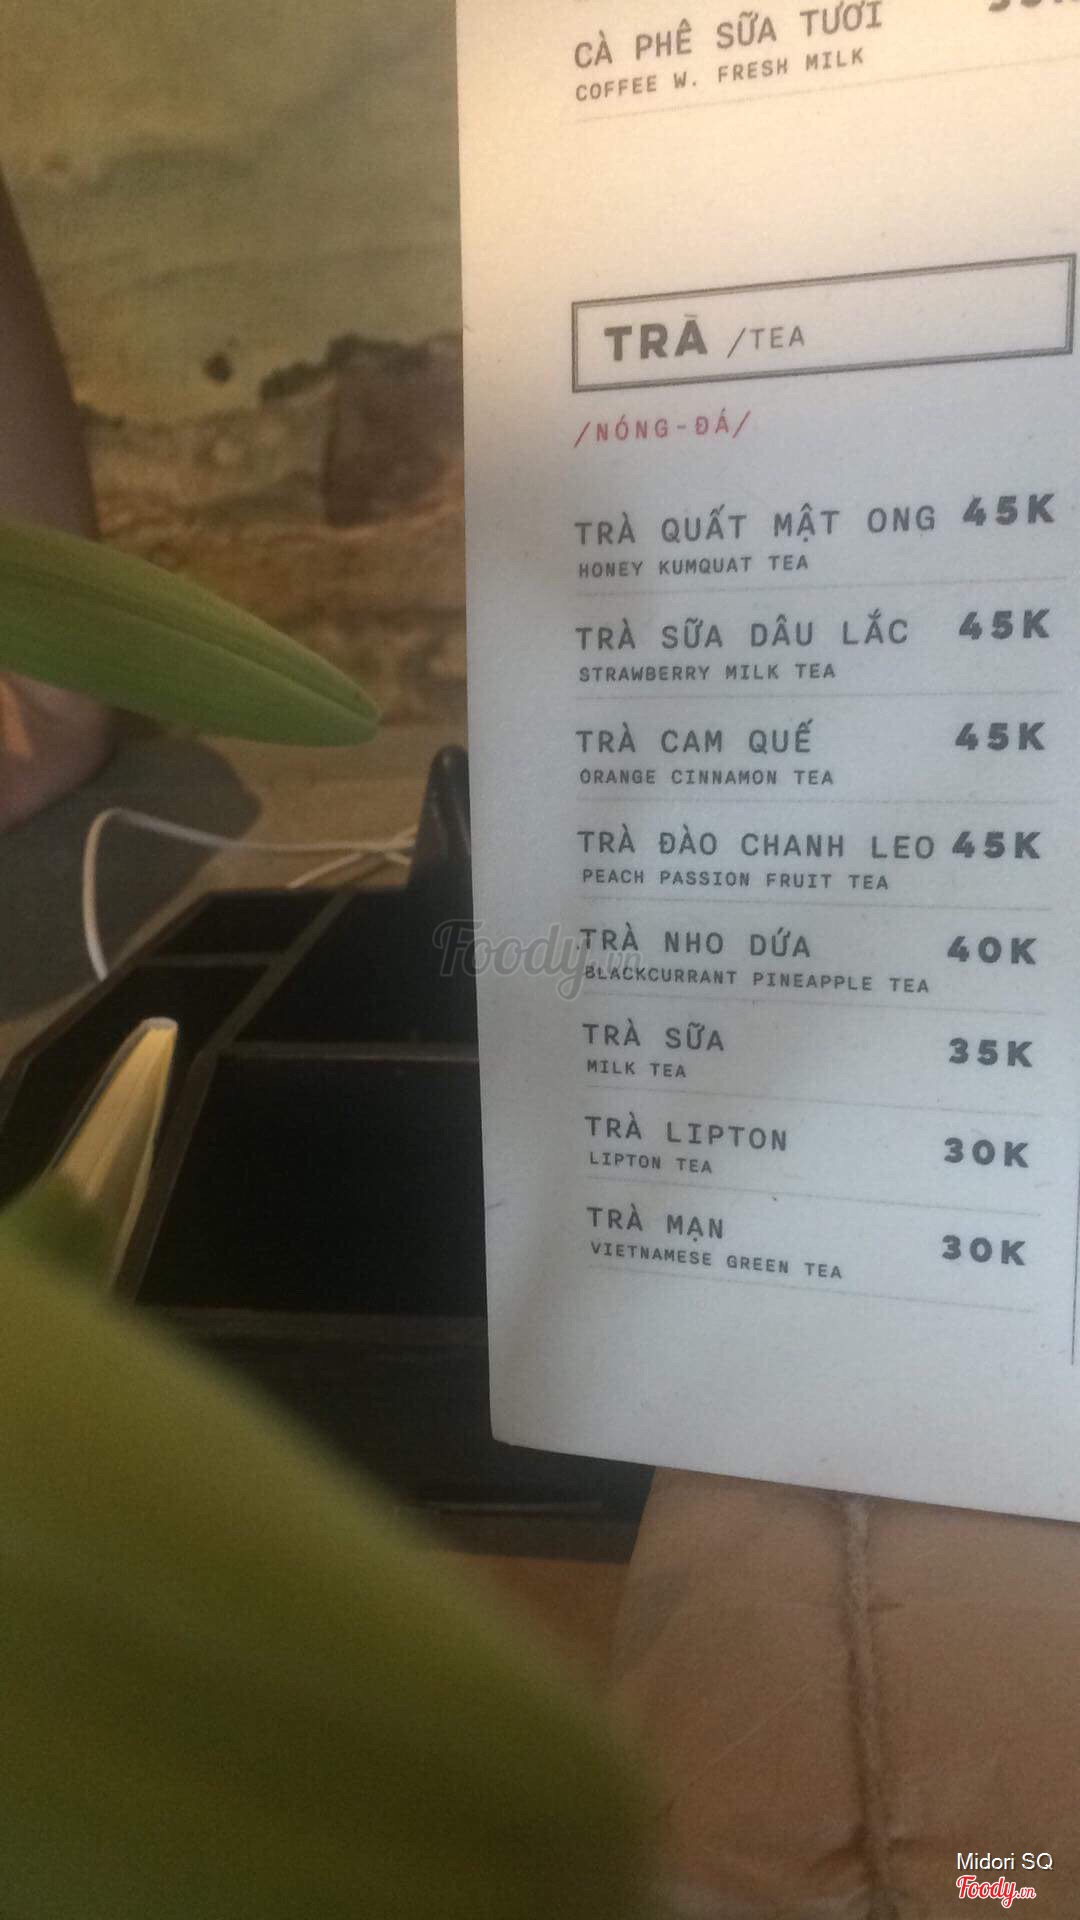 CÀ PHÊ SỮA TƯƠI
COFFEE W. FRESH MILK
TRÀ /TEA
/NÓNG-ĐÁ/
TRÀ QUẤT MẬT ONG 45K
HONEY KUMQUAT TEA
TRÀ SỮA DÂU LẮC 45K
STRAWBERRY MILK TEA
TRÀ CAM QUẾ 45K
ORANGE CINNAMON TEA
TRÀ ĐÀO CHANH LEO 45K
PEACH PASSION FRUIT TEA
TRÀ NHO DỨA 40K
BLACKCURRANT PINEAPPLE TEA
Foody.vn
TRÀ SỮA 35K
MILK TEA
TRÀ LIPTON 30K
LIPTON TEA
TRÀ MẠN 30K
VIETNAMESE GREEN TEA
Midori SQ
Foody.vn